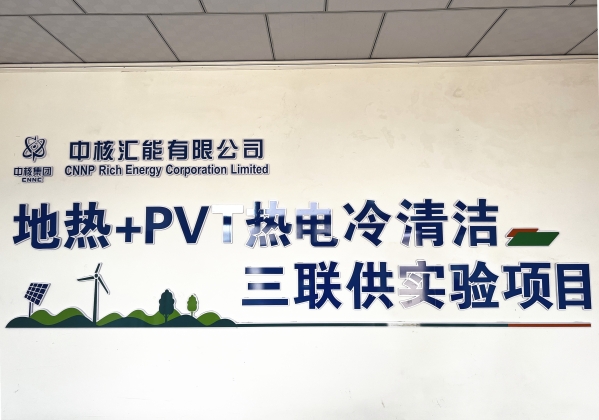 中核集团
CNNC
中核汇能有限公司
CNNP Rich Energy Corporation Limited
地热+PVT热电冷清洁
三联供实验项目